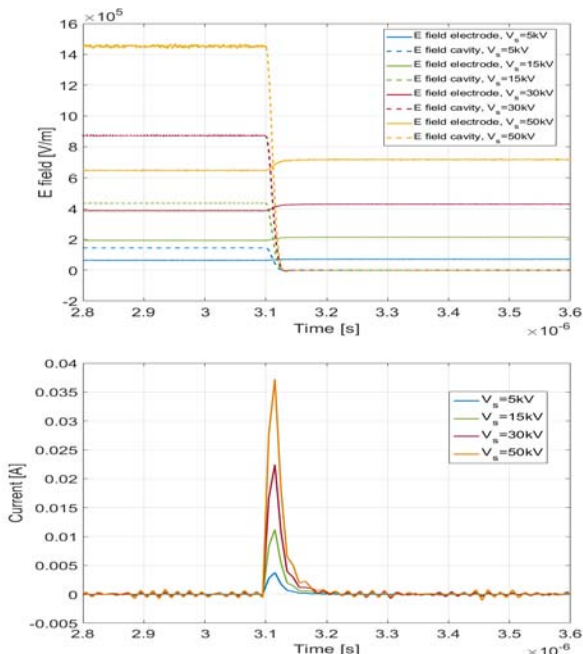 × 10⁵
16
14
12
10
8
6
4
2
0
-2
E field [V/m]
E field electrode, V_s=5kV
E field cavity, V_s=5kV
E field electrode, V_s=15kV
E field cavity, V_s=15kV
E field electrode, V_s=30kV
E field cavity, V_s=30kV
E field electrode, V_s=50kV
E field cavity, V_s=50kV
2.8 2.9 3 3.1 3.2 3.3 3.4 3.5 3.6
Time [s]
×10⁻⁶
0.04
0.035
0.03
0.025
0.02
0.015
0.01
0.005
0
-0.005
Current [A]
V_s=5kV
V_s=15kV
V_s=30kV
V_s=50kV
2.8 2.9 3 3.1 3.2 3.3 3.4 3.5 3.6
Time [s]
×10⁻⁶